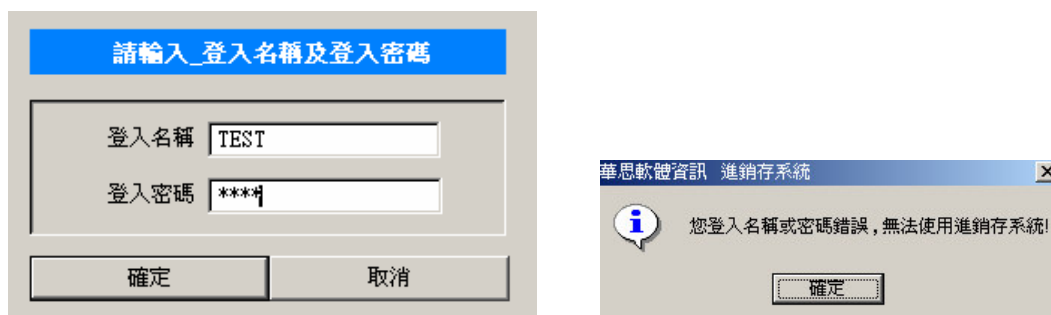 請輸入_登入名稱及登入密碼
登入名稱 TEST
登入密碼 ****
確定 取消
華思軟體資訊 進銷存系統
您登入名稱或密碼錯誤,無法使用進銷存系統!
確定